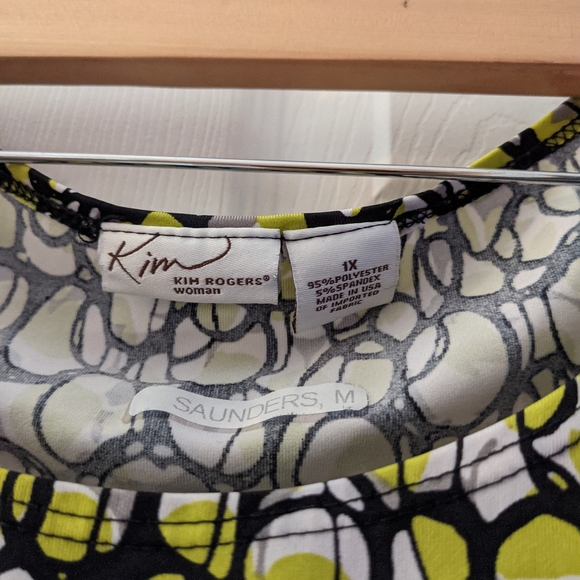 Kim
KIM ROGERS®
woman
1X
95%POLYESTER
5%SPANDEX
MADE IN USA
OF IMPORTED
FABRIC
SAUNDERS, M